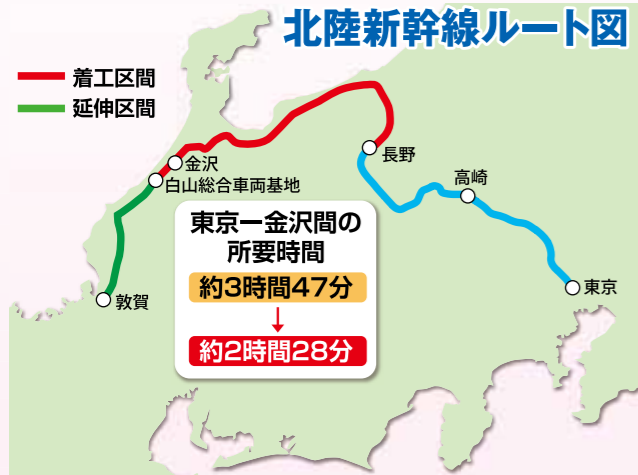 北陸新幹線ルート図
着工区間
延伸区間
金沢
白山総合車両基地
長野
高崎
東京
敦賀
東京ー金沢間の
所要時間
約3時間47分
↓
約2時間28分